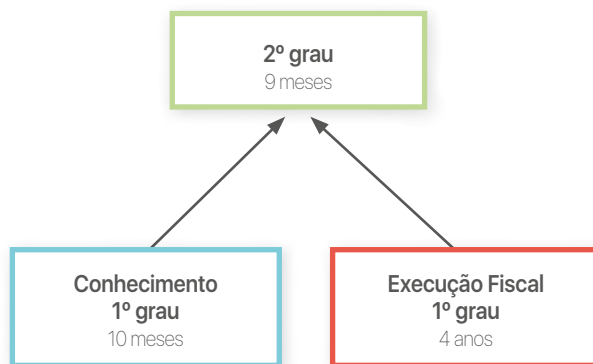 2º grau
9 meses
Conhecimento
1º grau
10 meses
Execução Fiscal
1º grau
4 anos